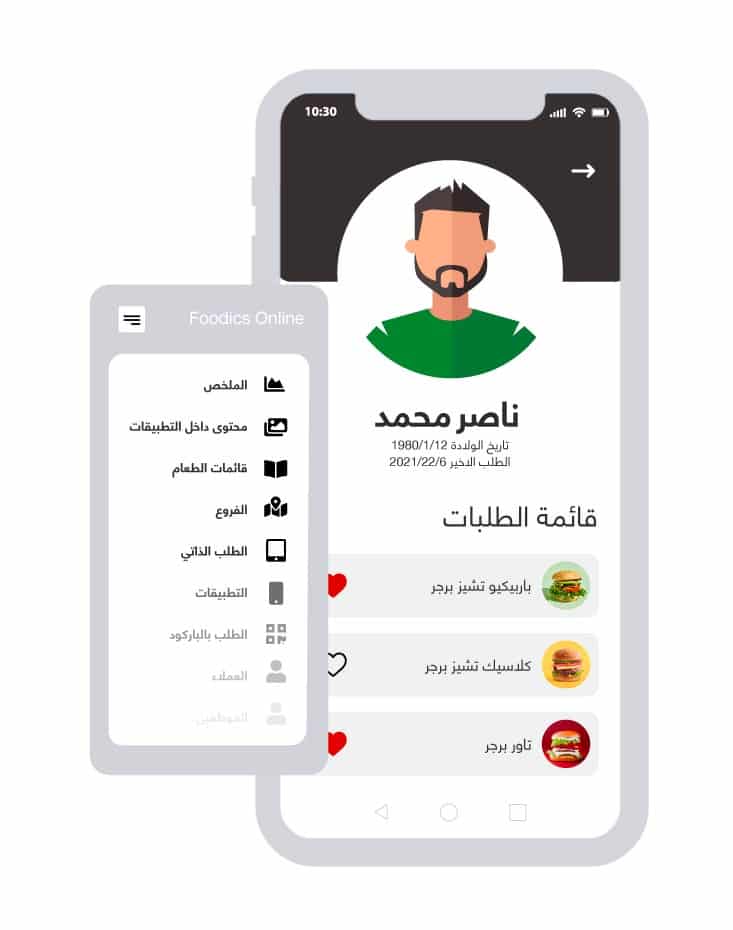 10:30
ناصر محمد
تاريخ الولادة 1980/1/12
الطلب الاخير 2021/22/6
قائمة الطلبات
باربيكيو تشيز برجر
كلاسيك تشيز برجر
تاور برجر
Foodics Online
الملخص
محتوى داخل التطبيقات
قائمات الطعام
الفروع
الطلب الذاتي
التطبيقات
الطلب بالباركود
العملاء
الموظفين